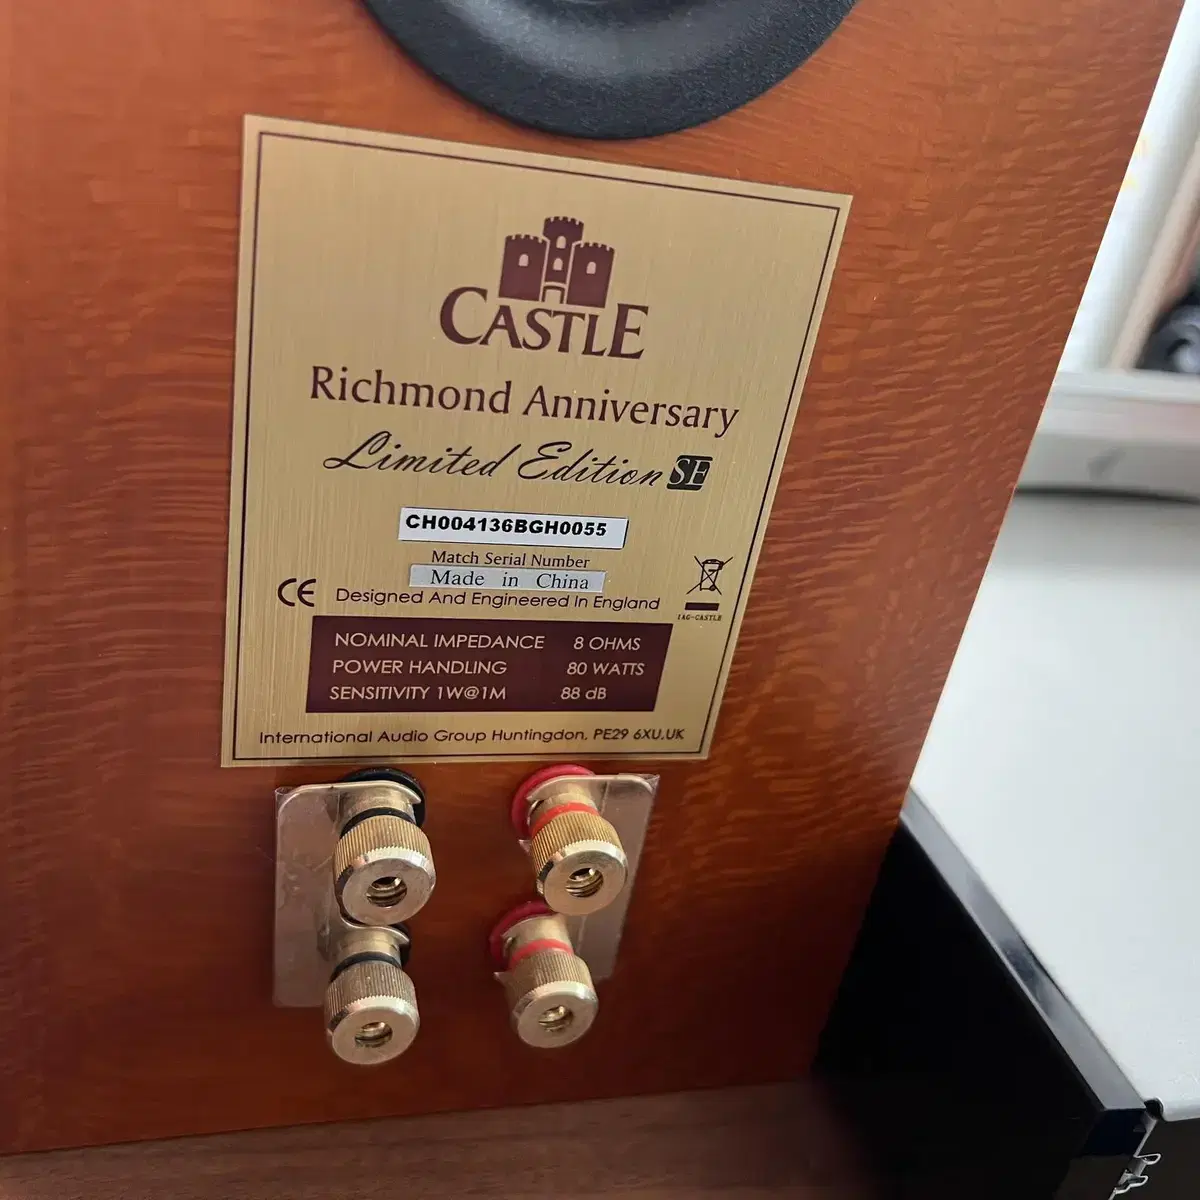 CASTLE
Richmond Anniversary
Limited Edition SE
CH004136BGH0055
Match Serial Number
Made in China
CE
Designed And Engineered In England
IAG-CASTLE
NOMINAL IMPEDANCE 8 OHMS
POWER HANDLING 80 WATTS
SENSITIVITY 1W@1M 88 dB
International Audio Group Huntingdon, PE29 6XU,UK